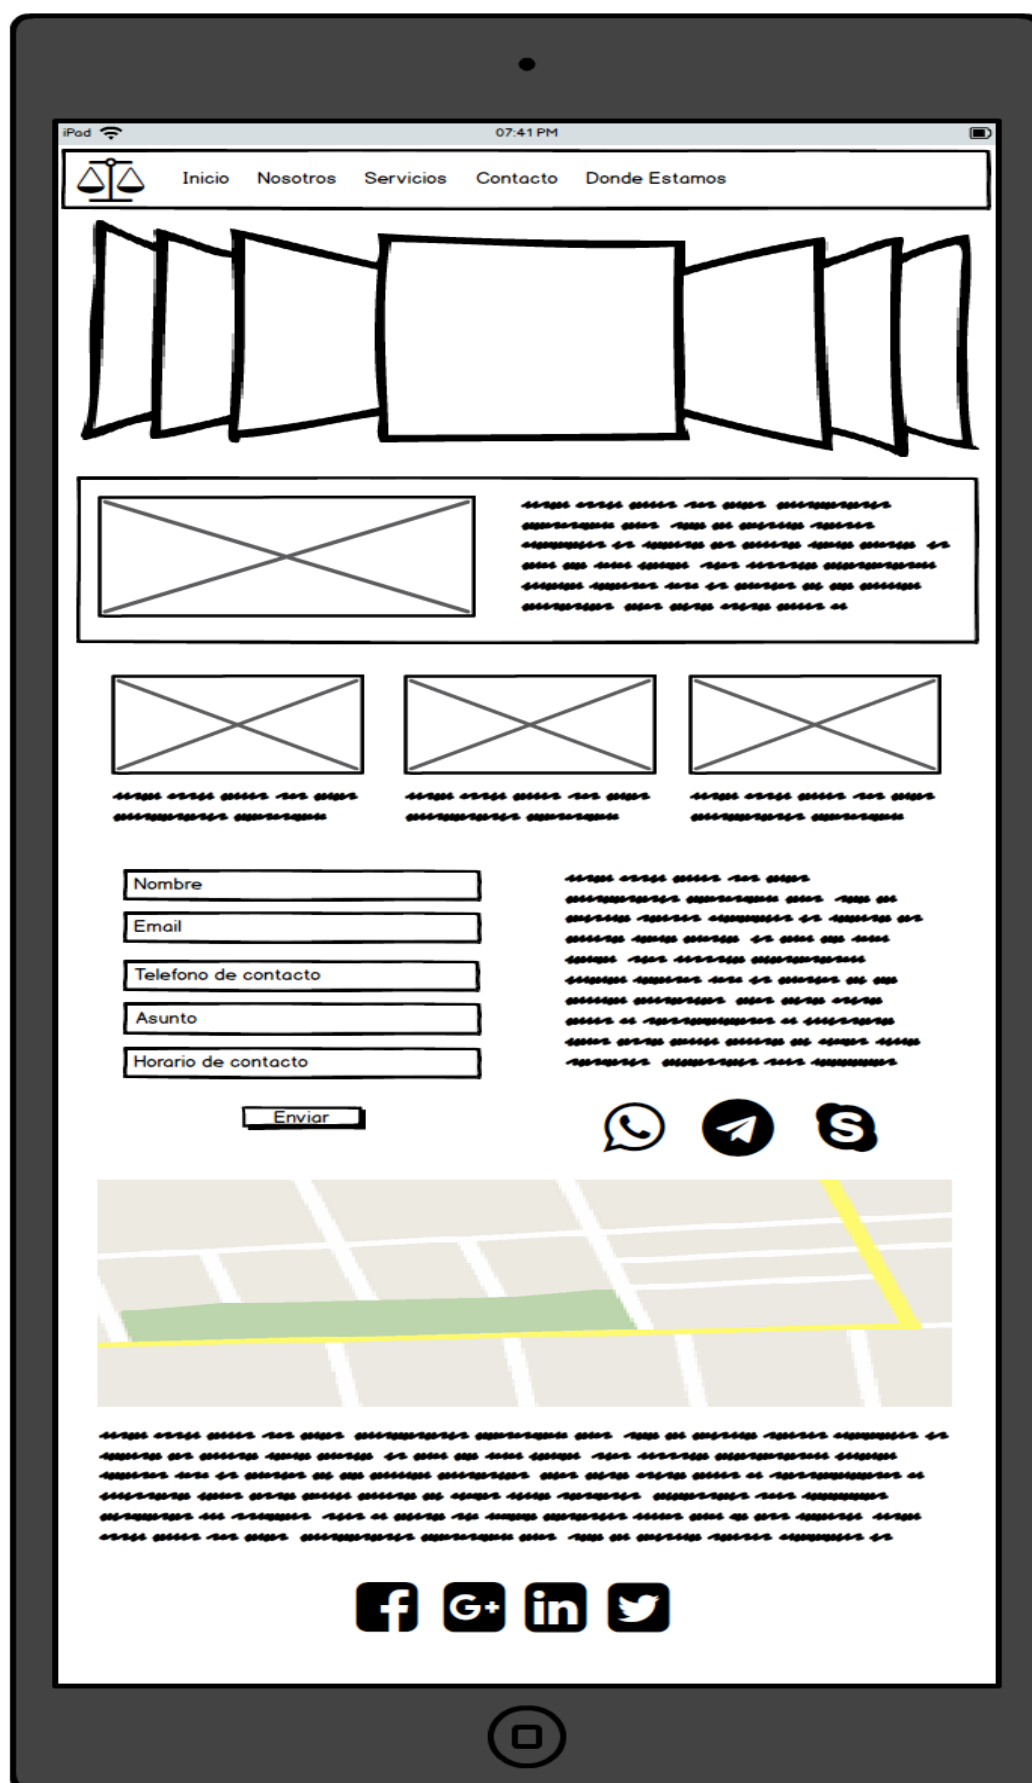 iPad 07:41 PM
Inicio Nosotros Servicios Contacto Donde Estamos
Nombre
Email
Telefono de contacto
Asunto
Horario de contacto
Enviar
S
f G+ in